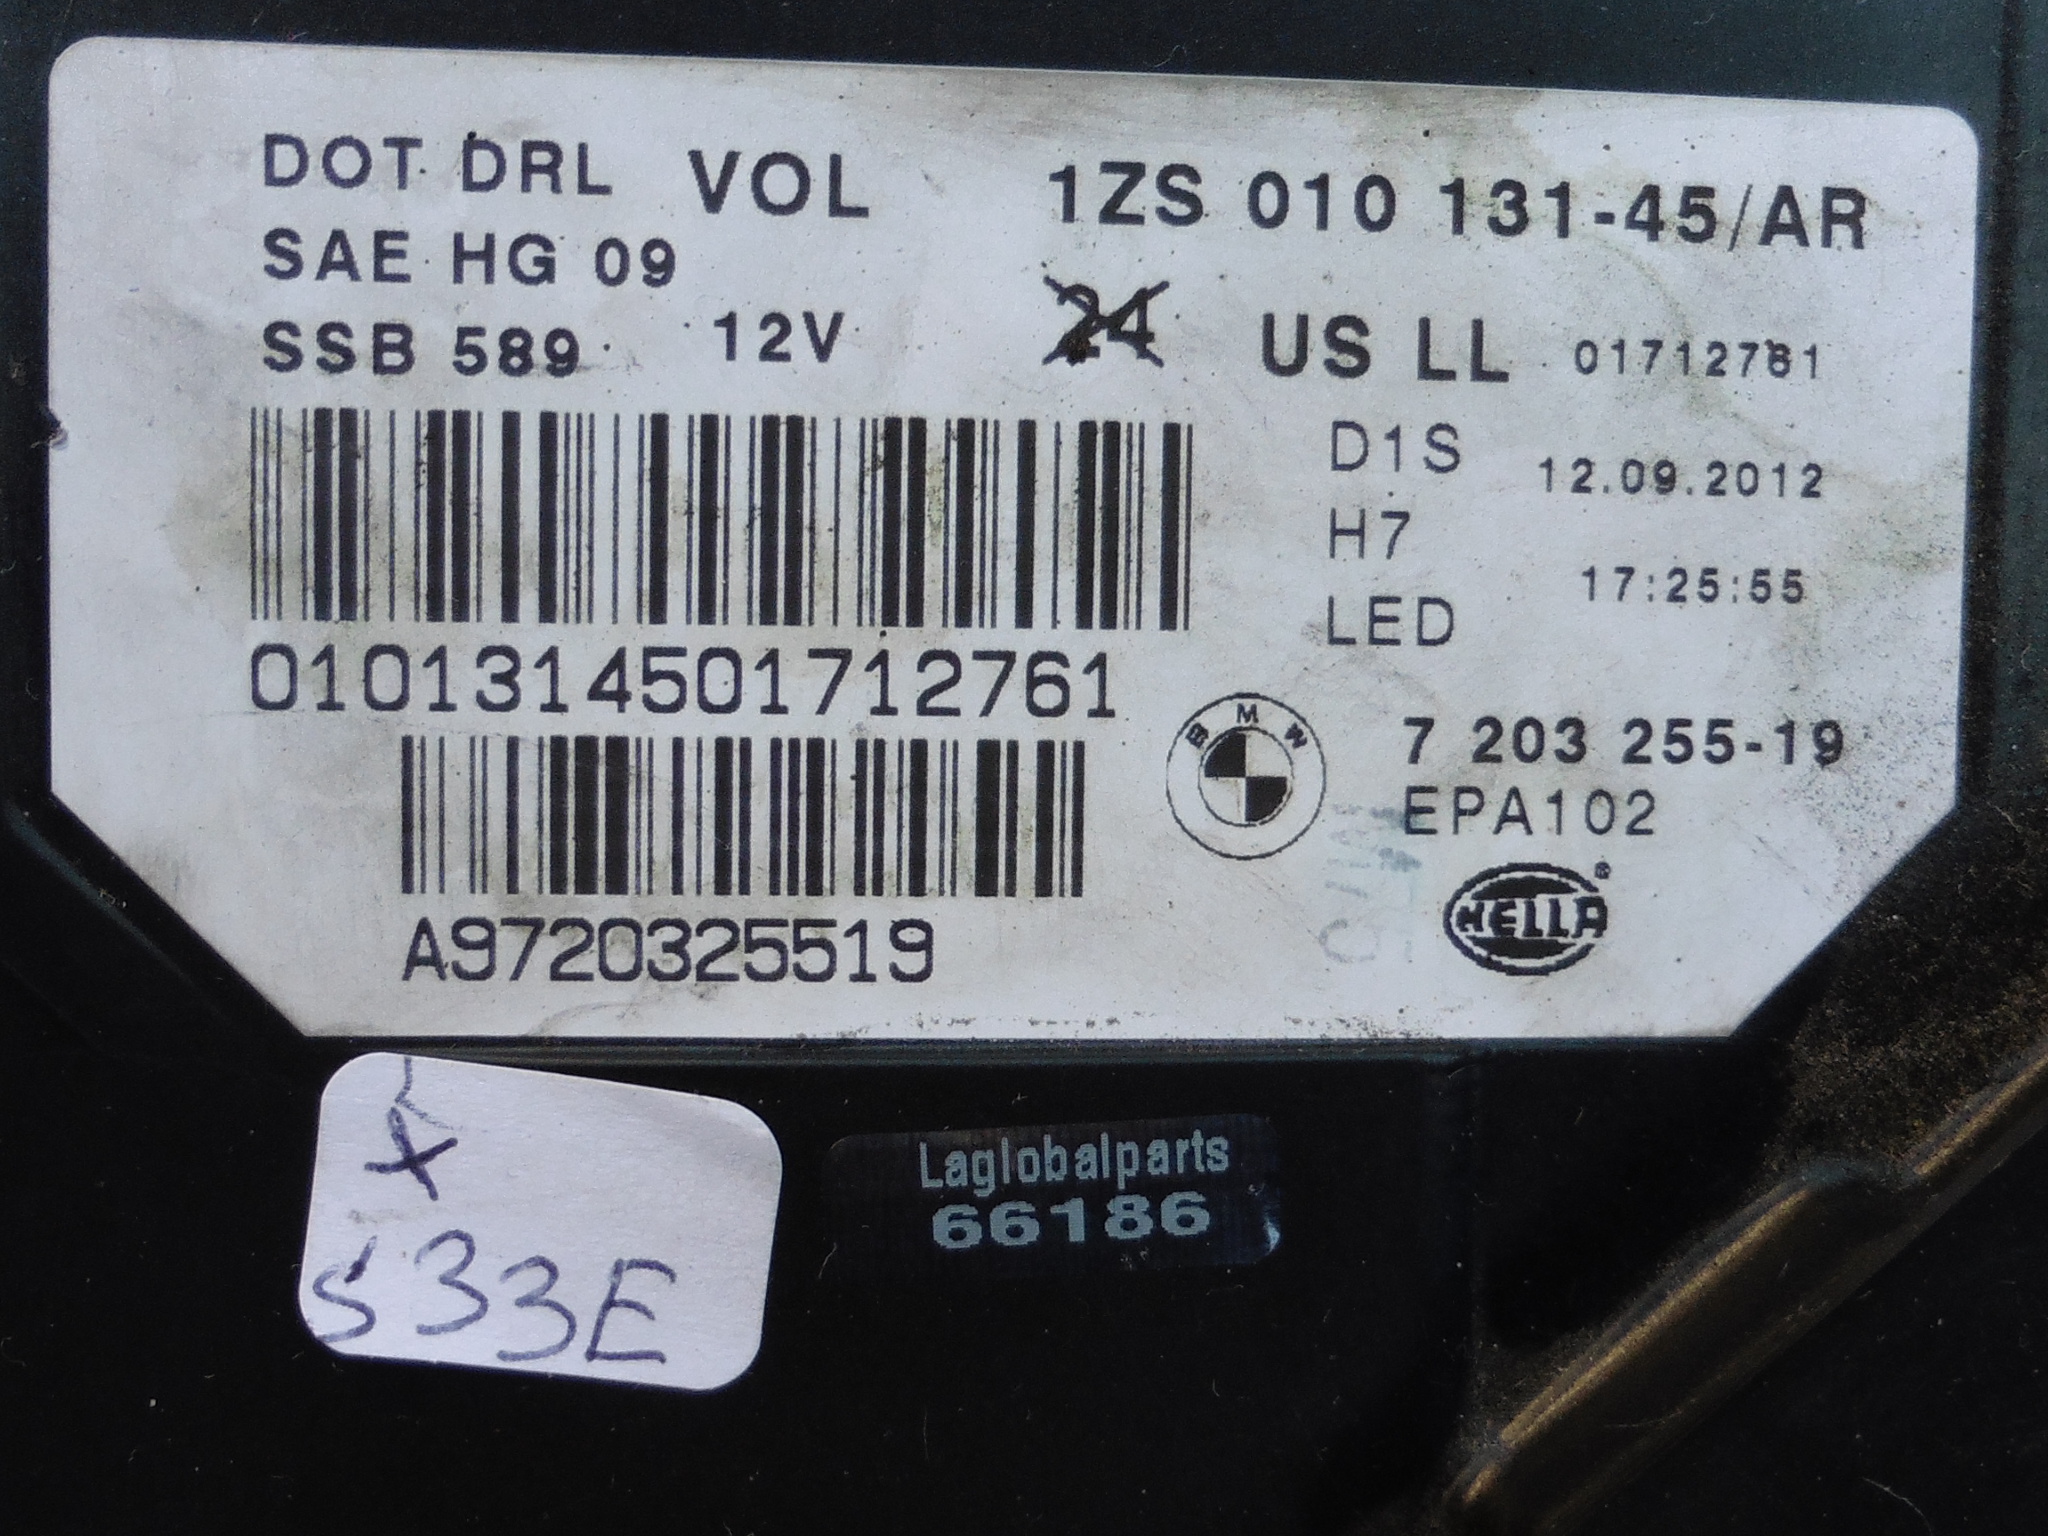 DOT DRL VOL 1ZS 010 131-45/AR
SAE HG 09
SSB 589 12V 24 US LL 01712761
D1S 12.09.2012
H7
LED 17:25:55
0101314501712761
BMW 7 203 255-19
EPA102
HELLA®
A9720325519
X
S33E
Laglobalparts
66186